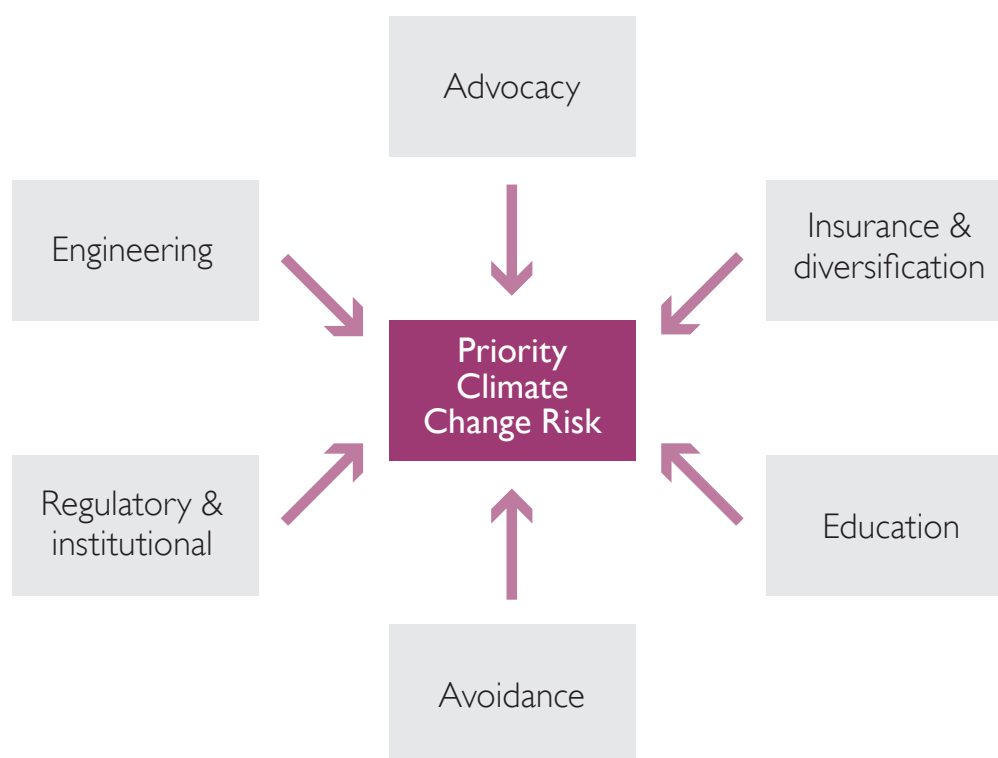 Advocacy
Engineering
Insurance &
diversification
Priority
Climate
Change Risk
Regulatory &
institutional
Education
Avoidance